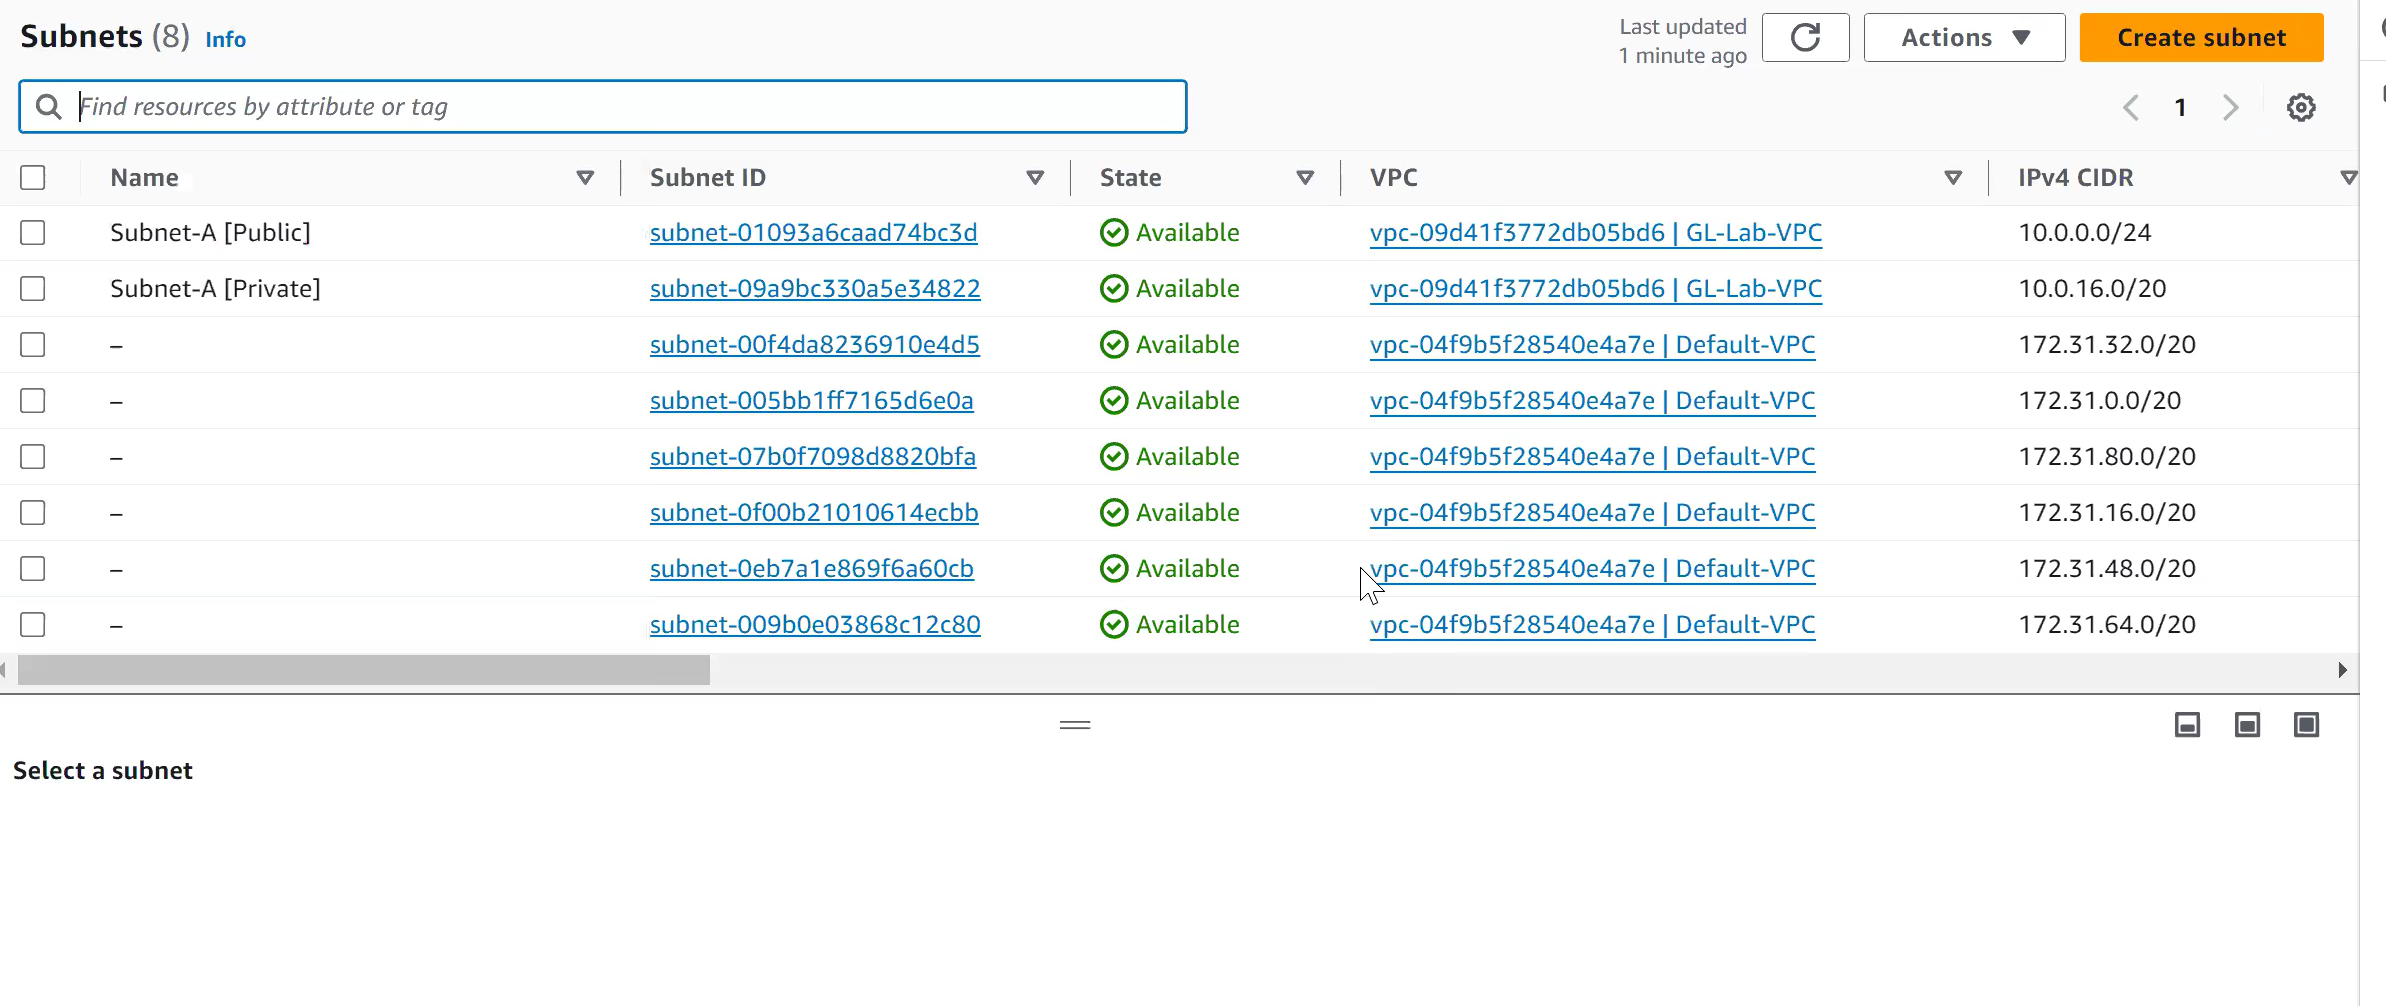 Subnets (8) Info
Last updated
1 minute ago
Actions
Create subnet
Find resources by attribute or tag
1
Name Subnet ID State VPC IPv4 CIDR
Subnet-A [Public] subnet-01093a6caad74bc3d Available vpc-09d41f3772db05bd6 | GL-Lab-VPC 10.0.0.0/24
Subnet-A [Private] subnet-09a9bc330a5e34822 Available vpc-09d41f3772db05bd6 | GL-Lab-VPC 10.0.16.0/20
– subnet-00f4da8236910e4d5 Available vpc-04f9b5f28540e4a7e | Default-VPC 172.31.32.0/20
– subnet-005bb1ff7165d6e0a Available vpc-04f9b5f28540e4a7e | Default-VPC 172.31.0.0/20
– subnet-07b0f7098d8820bfa Available vpc-04f9b5f28540e4a7e | Default-VPC 172.31.80.0/20
– subnet-0f00b21010614ecbb Available vpc-04f9b5f28540e4a7e | Default-VPC 172.31.16.0/20
– subnet-0eb7a1e869f6a60cb Available vpc-04f9b5f28540e4a7e | Default-VPC 172.31.48.0/20
– subnet-009b0e03868c12c80 Available vpc-04f9b5f28540e4a7e | Default-VPC 172.31.64.0/20
Select a subnet